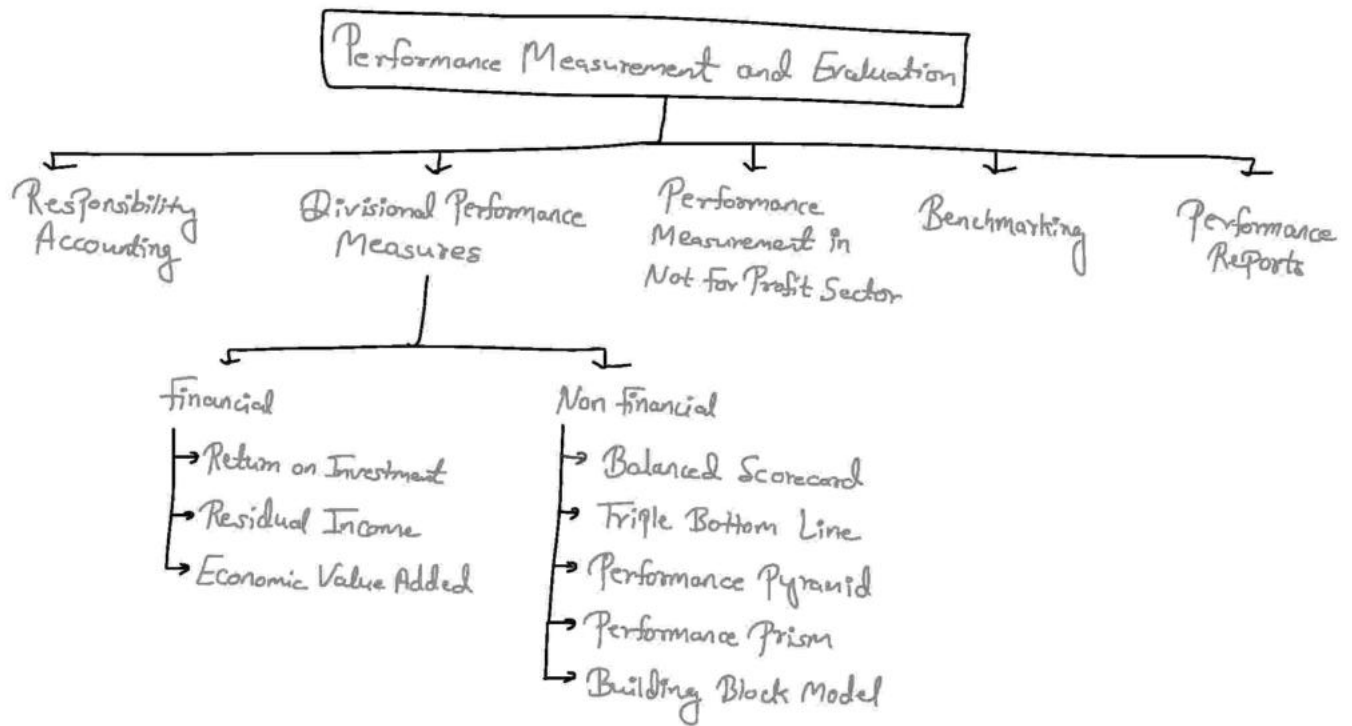 Performance Measurement and Evaluation
Responsibility
Accounting
Divisional Performance
Measures
Performance
Measurement in
Not for Profit Sector
Benchmarking
Performance
Reports
Financial
Return on Investment
Residual Income
Economic Value Added
Non Financial
Balanced Scorecard
Triple Bottom Line
Performance Pyramid
Performance Prism
Building Block Model